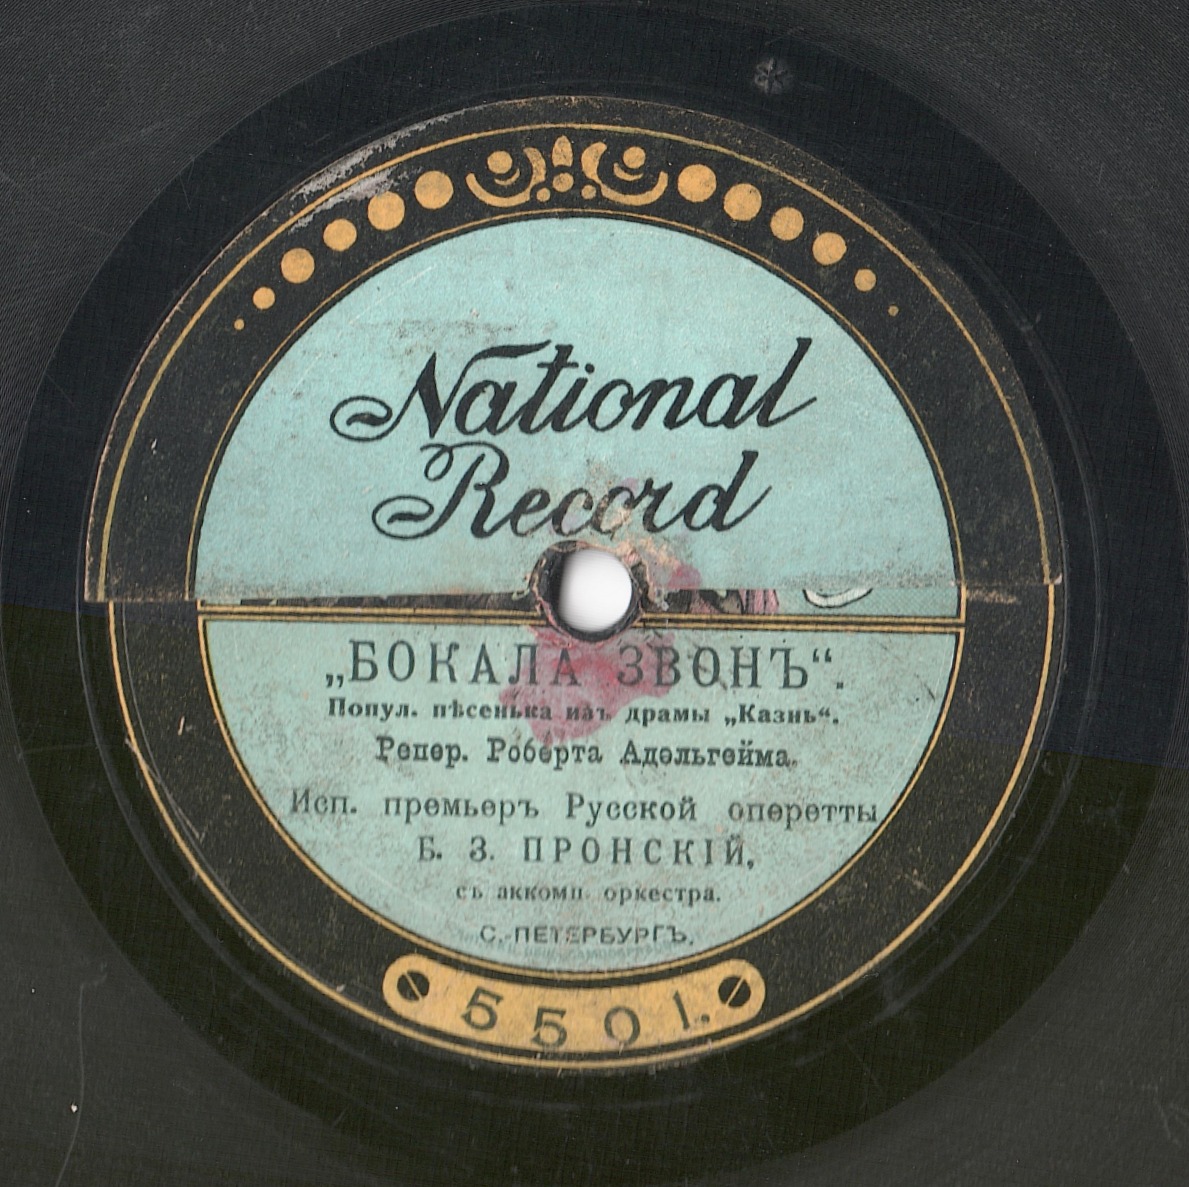 National
Record
„БОКАЛА ЗВОНЪ“.
Попул. пѣсенька изъ драмы „Казнь“.
Репер. Роберта Адельгейма.
Исп. премьеръ Русской оперетты
Б. З. ПРОНСКІЙ,
съ аккомп. оркестра.
С.-ПЕТЕРБУРГЪ.
5501.